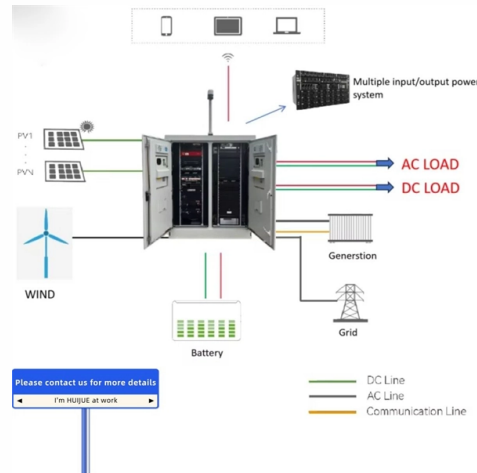 Multiple input/output power
system
PV1
PVN
AC LOAD
DC LOAD
WIND
Generstion
Grid
Battery
Please contact us for more details
I'm HUIJUE at work
DC Line
AC Line
Communication Line